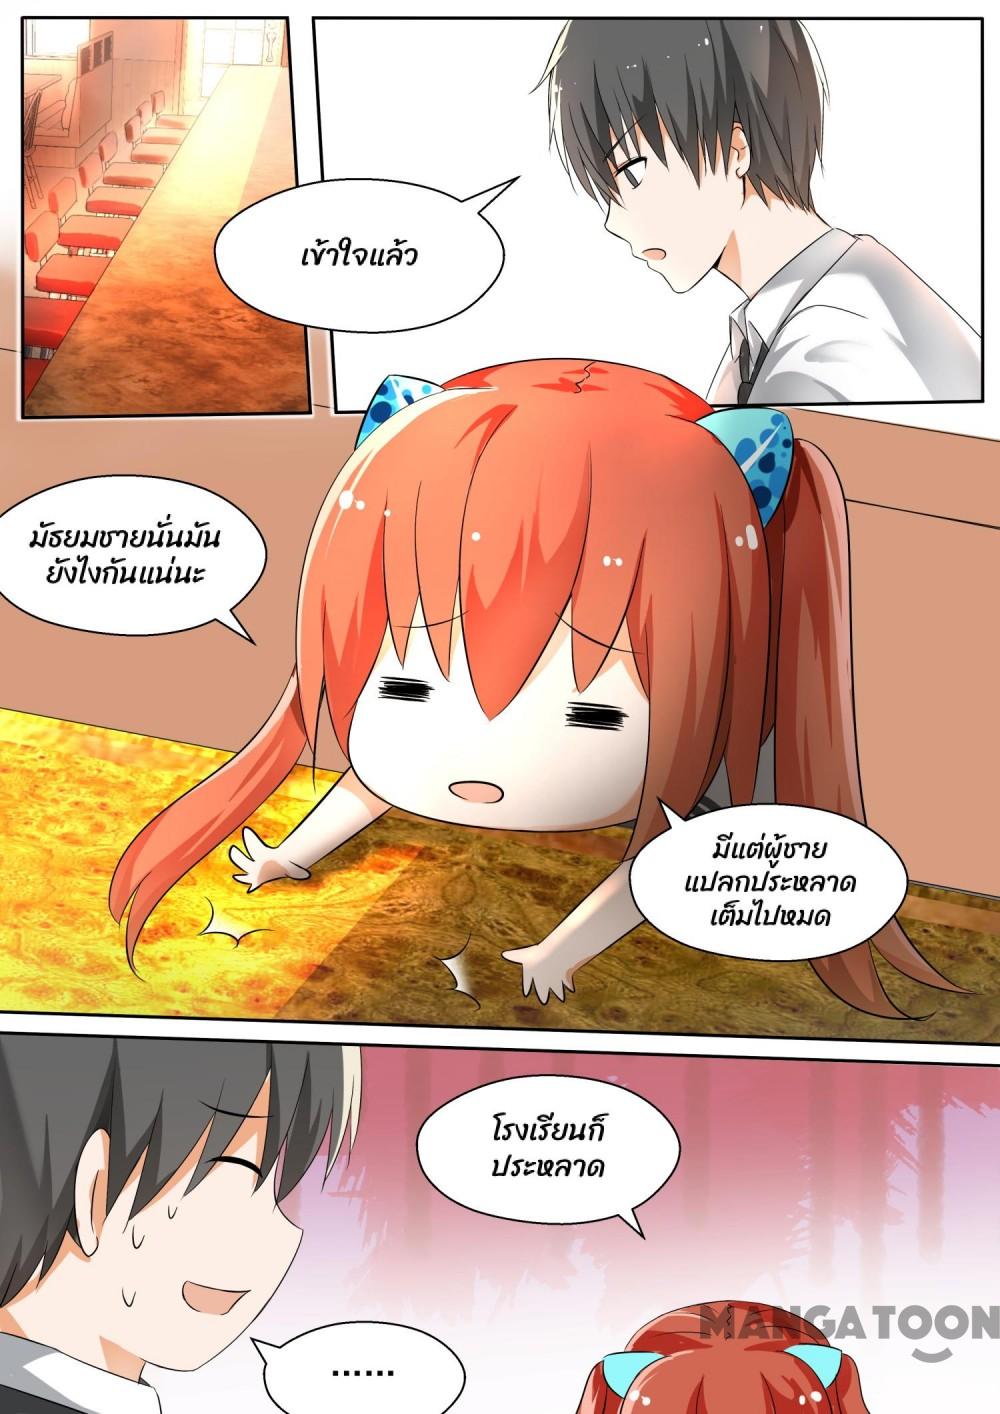 เข้าใจแล้ว
มัธยมชายนั่นมัน
ยังไงกันแน่นะ
มีแต่ผู้ชาย
แปลกประหลาด
เต็มไปหมด
โรงเรียนก็
ประหลาด
......
MANGATOON